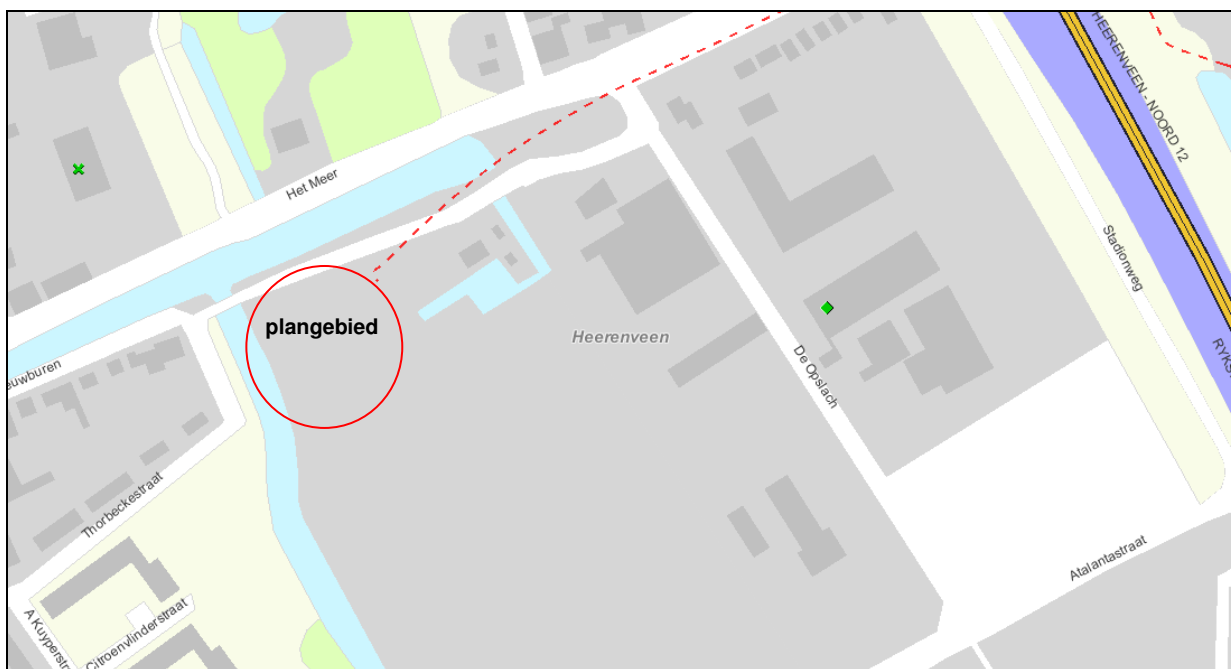 HEERENVEEN - NOORD 12
Het Meer
Stadionweg
plangebied
Heerenveen
De Opslach
euwburen
RYKS
Thorbeckestraat
Atalantastraat
A Kuyperstr
Citroenvlinderstraat